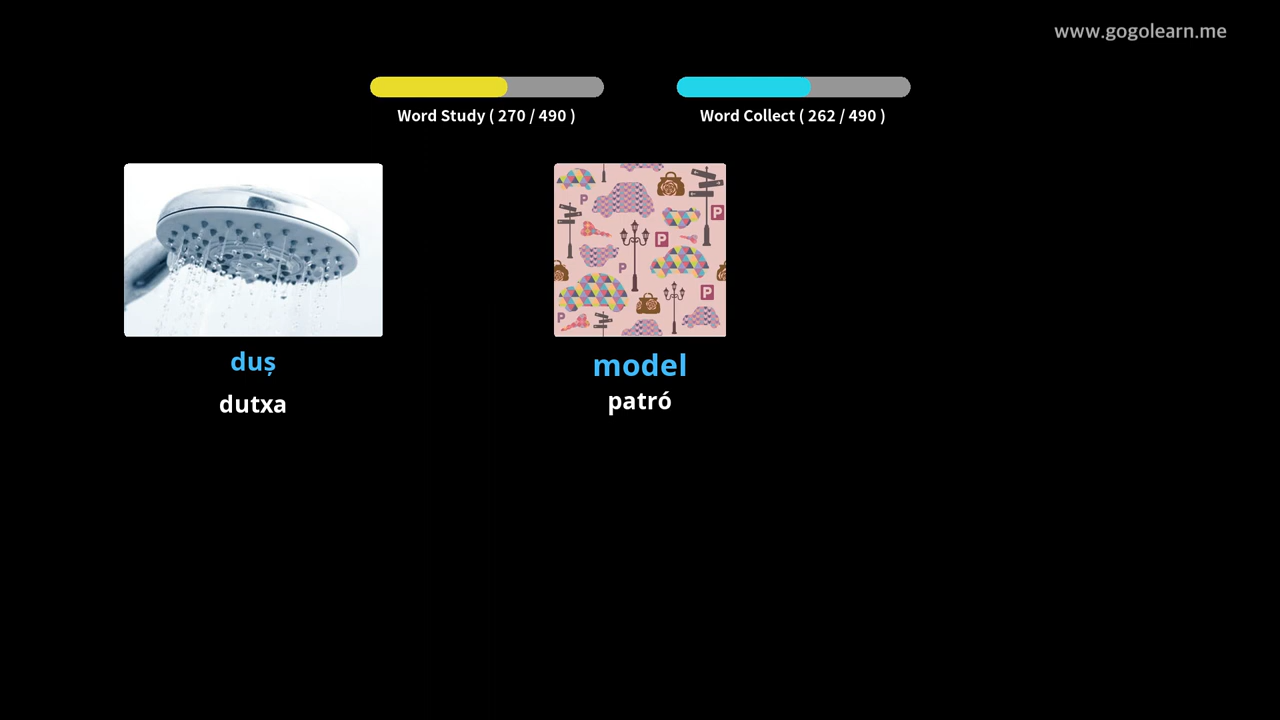 www.gogolearn.me
Word Study ( 270 / 490 )
Word Collect ( 262 / 490 )
P
P
P
P
P
P
duș
model
dutxa
patró